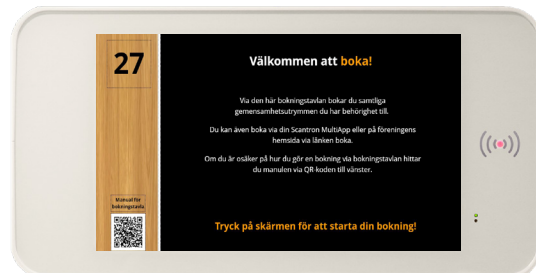 27
Välkommen att boka!
Via den här bokningstavlan bokar du samtliga
gemensamhetsutrymmen du har behörighet till.
Du kan även boka via din Scantron MultiApp eller på föreningens
hemsida via länken boka.
Om du är osäker på hur du gör en bokning via bokningstavlan hittar
du manulen via QR-koden till vänster.
Manual för
bokningstavla
Tryck på skärmen för att starta din bokning!